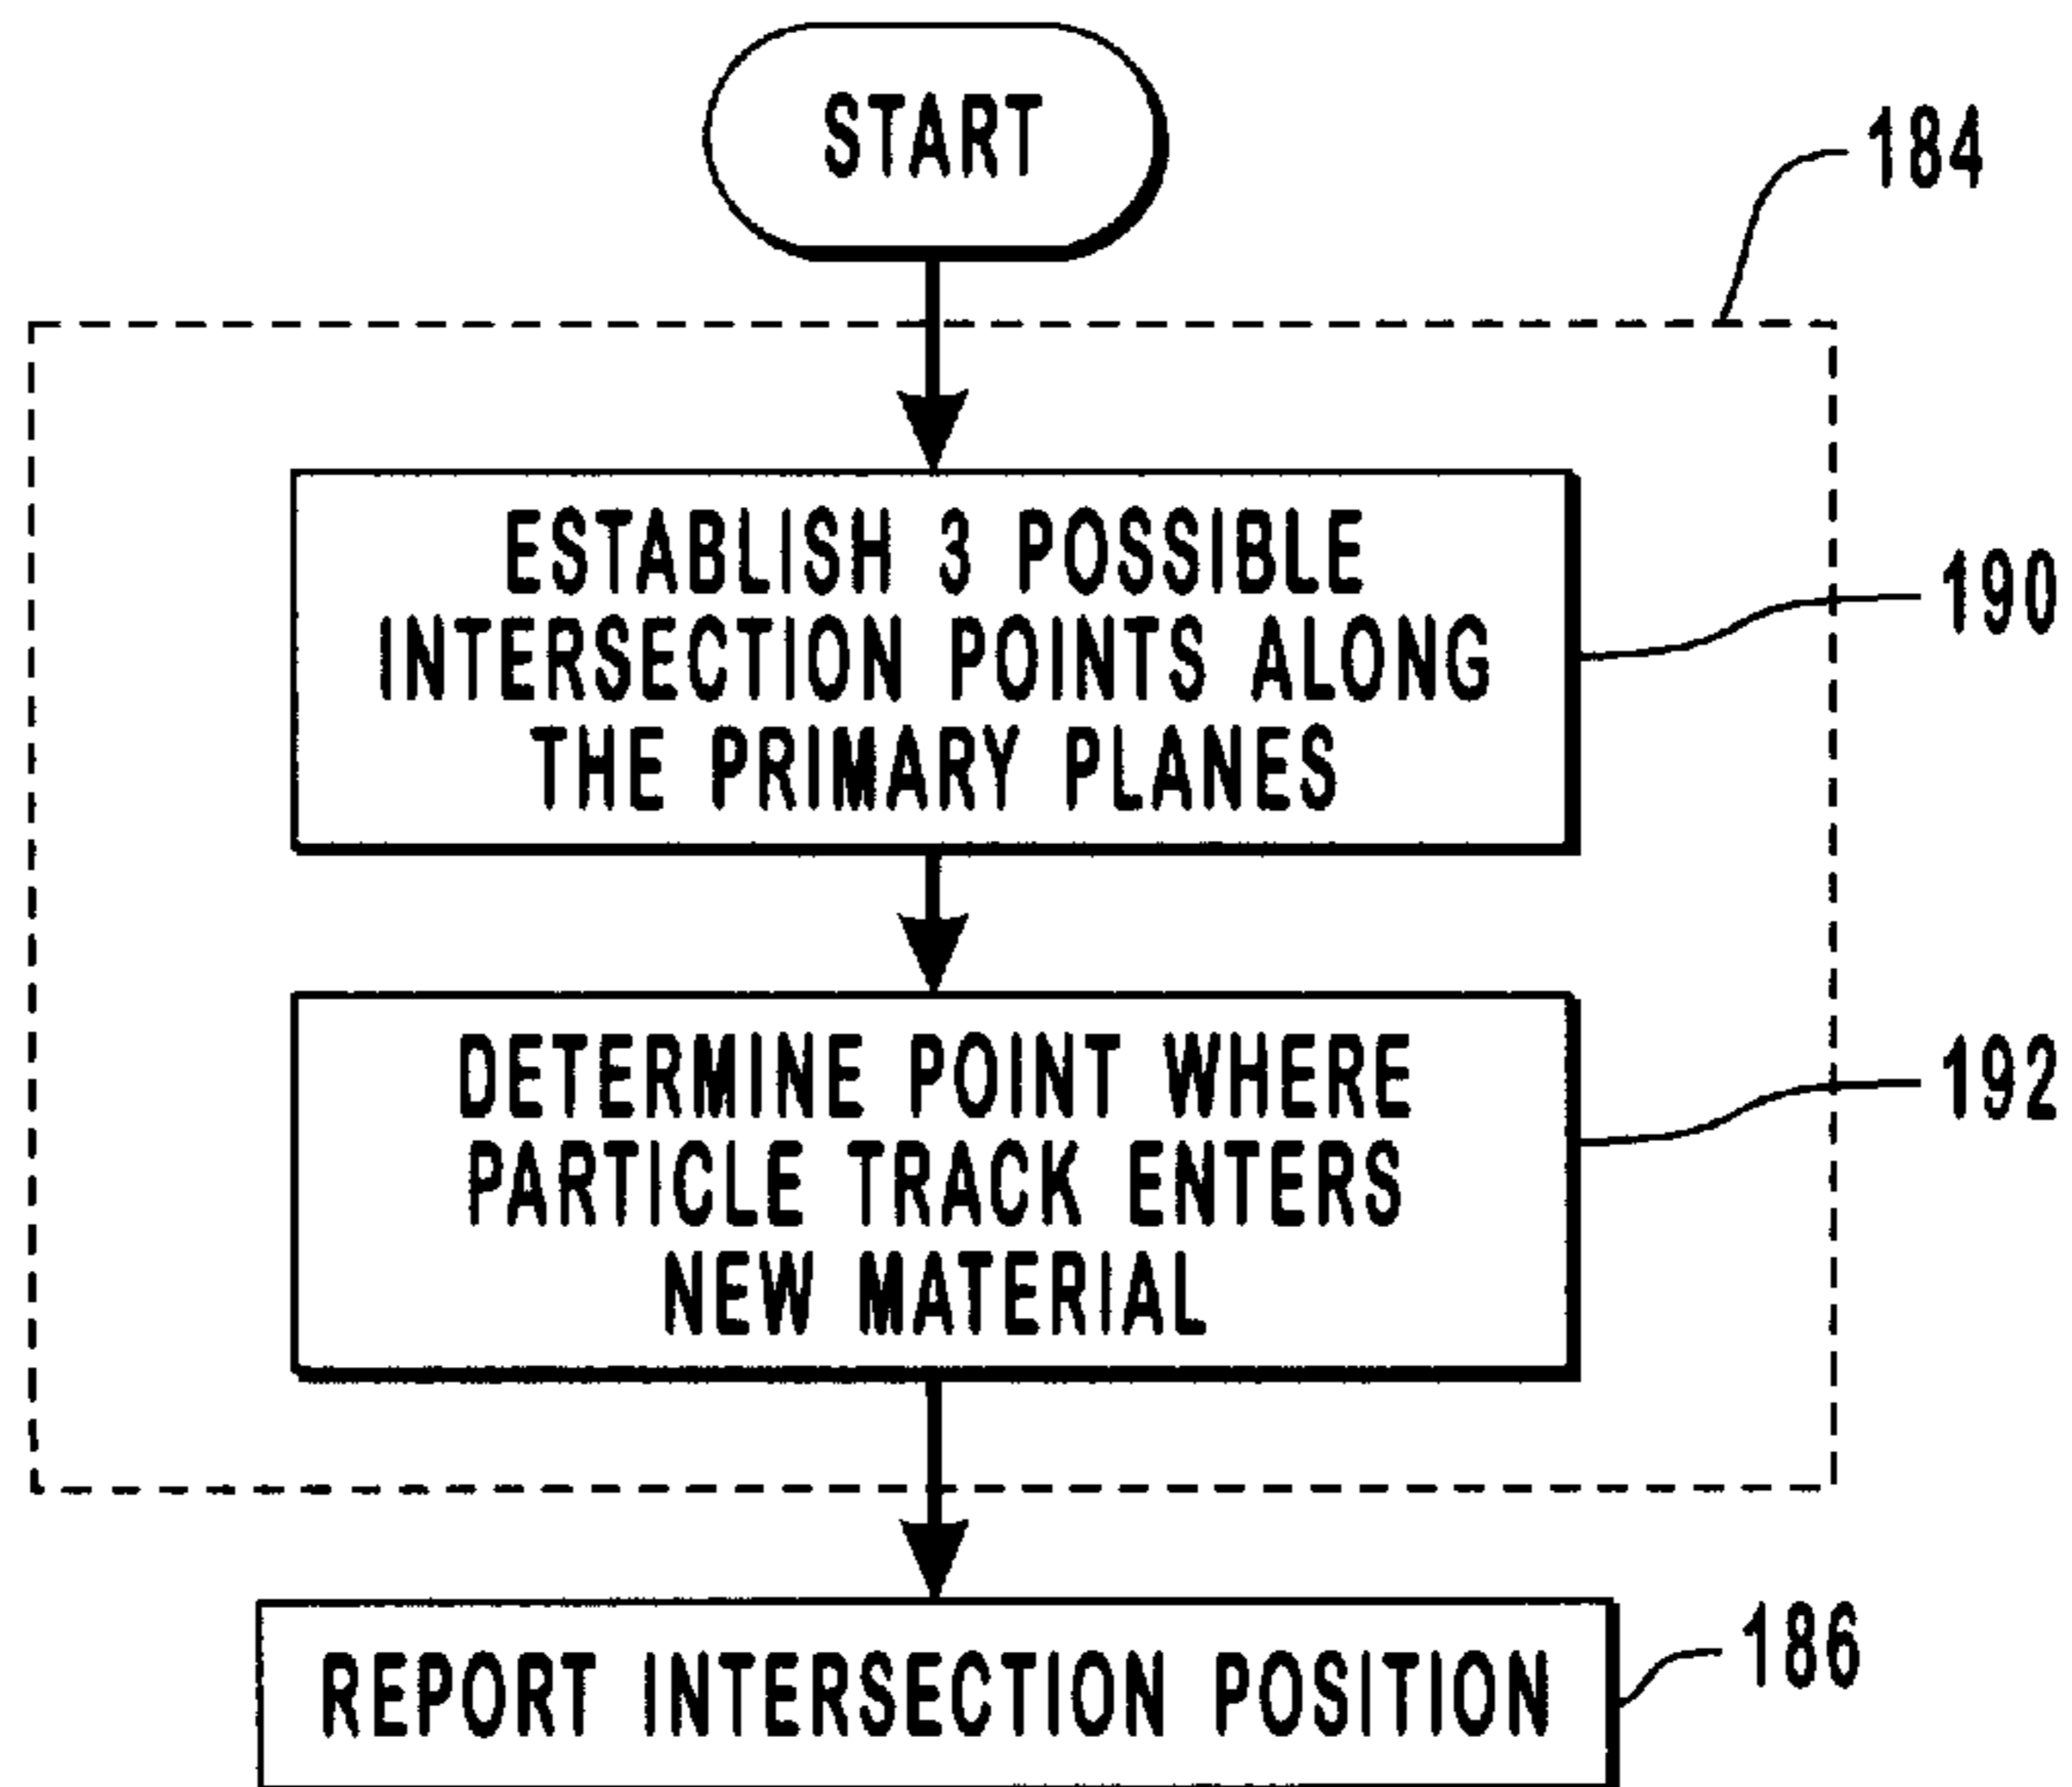 START
184
ESTABLISH 3 POSSIBLE
INTERSECTION POINTS ALONG
THE PRIMARY PLANES
190
DETERMINE POINT WHERE
PARTICLE TRACK ENTERS
NEW MATERIAL
192
REPORT INTERSECTION POSITION
186